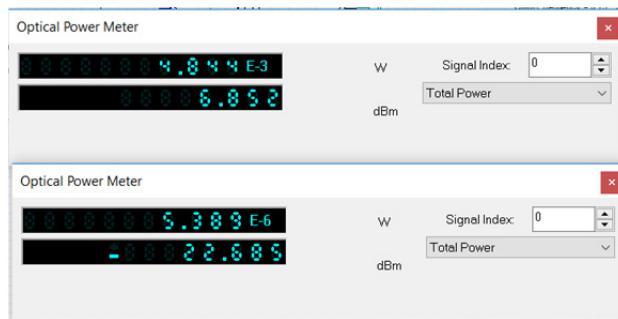 Optical Power Meter
4.844 E-3 W Signal Index: 0
6.852 dBm Total Power
Optical Power Meter
5.389 E-6 W Signal Index: 0
-22.685 dBm Total Power